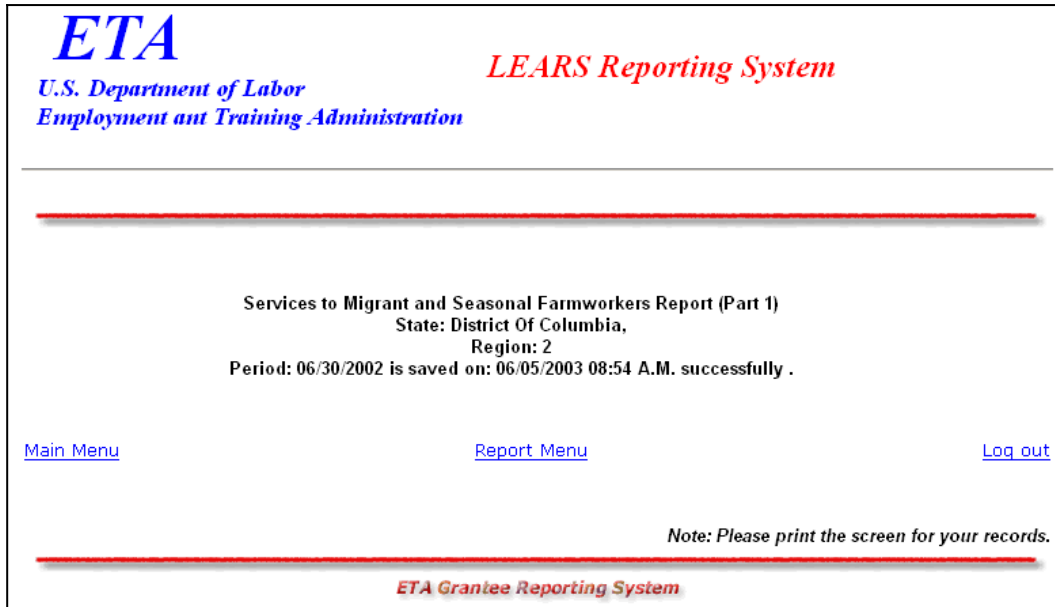 ETA
LEARS Reporting System
U.S. Department of Labor
Employment ant Training Administration
Services to Migrant and Seasonal Farmworkers Report (Part 1)
State: District Of Columbia,
Region: 2
Period: 06/30/2002 is saved on: 06/05/2003 08:54 A.M. successfully .
Main Menu Report Menu Log out
Note: Please print the screen for your records.
ETA Grantee Reporting System